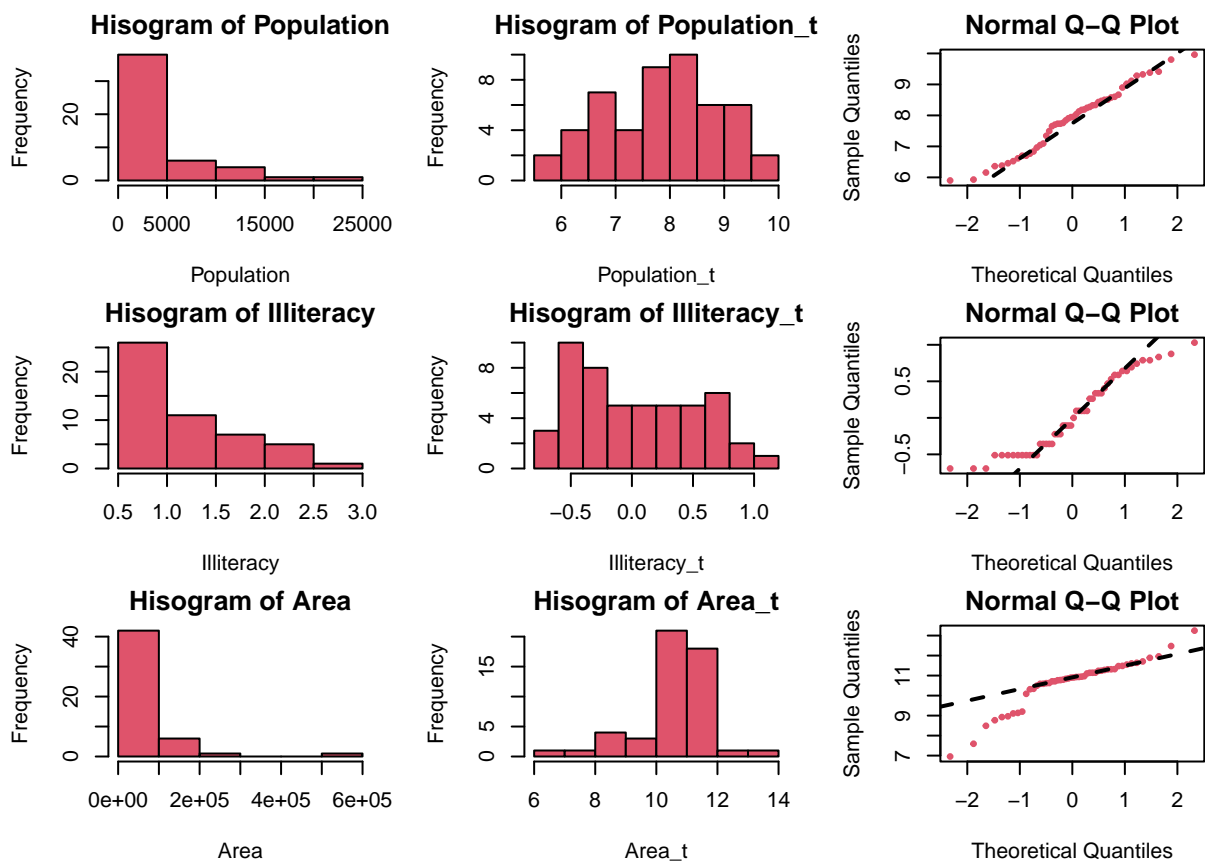 Hisogram of Population
Frequency
0 20
0 5000 15000 25000
Population
Hisogram of Population_t
Frequency
0 4 8
6 7 8 9 10
Population_t
Normal Q−Q Plot
Sample Quantiles
6 7 8 9
−2 −1 0 1 2
Theoretical Quantiles
Hisogram of Illiteracy
Frequency
0 10 20
0.5 1.0 1.5 2.0 2.5 3.0
Illiteracy
Hisogram of Illiteracy_t
Frequency
0 4 8
−0.5 0.0 0.5 1.0
Illiteracy_t
Normal Q−Q Plot
Sample Quantiles
−0.5 0.5
−2 −1 0 1 2
Theoretical Quantiles
Hisogram of Area
Frequency
0 20 40
0e+00 2e+05 4e+05 6e+05
Area
Hisogram of Area_t
Frequency
0 5 15
6 8 10 12 14
Area_t
Normal Q−Q Plot
Sample Quantiles
7 9 11
−2 −1 0 1 2
Theoretical Quantiles